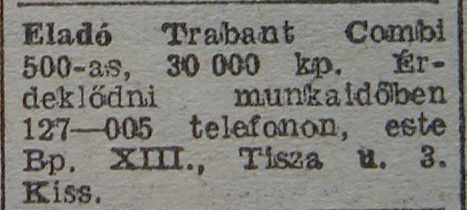 Eladó Trabant Combi
500-as, 30 000 kp. Ér-
deklődni munkaidőben
127—005 telefonon, este
Bp. XIII., Tisza u. 3.
Kiss.